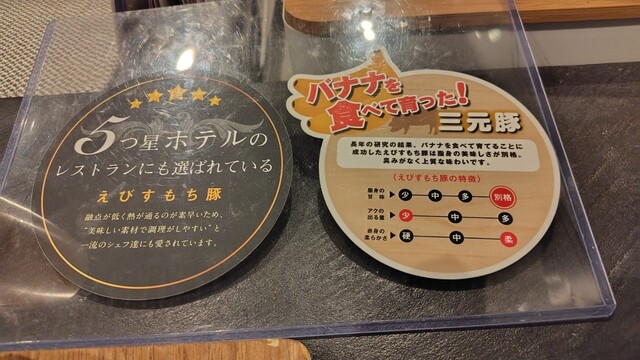 5つ星ホテルの
レストランにも選ばれている
えびすもち豚
融点が低く熱が通るのが素早いため、
"美味しい素材で調理がしやすい"と
一流のシェフ達にも愛されています。
バナナを
食べて育った!
三元豚
長年の研究の結果、バナナを食べて育てることに
成功したえびすもち豚は脂身の美味しさが別格。
臭みがなく上質な味わいです。
〈えびすもち豚の特徴〉
脂身の
甘味
少 中 多 別格
アクの
出る量
少 中 多
赤身の
柔らかさ
硬 中 柔